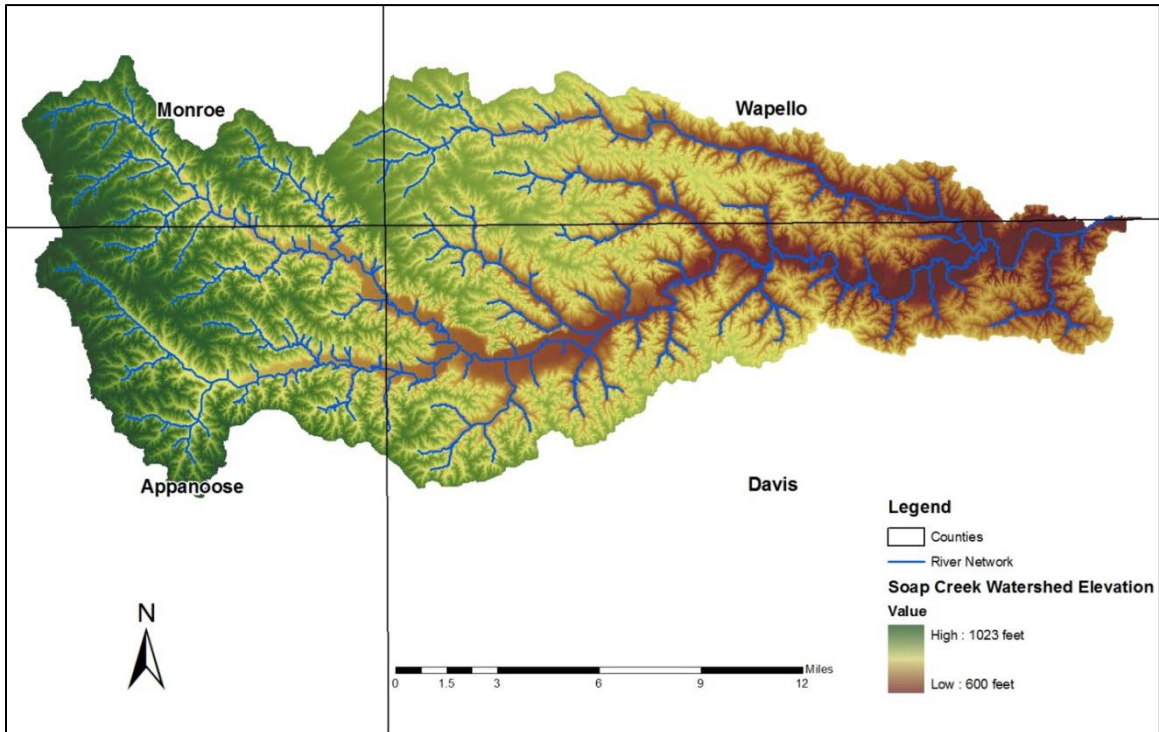 Monroe
Wapello
Appanoose
Davis
Legend
Counties
River Network
Soap Creek Watershed Elevation
Value
High : 1023 feet
Low : 600 feet
N
Miles
0 1.5 3 6 9 12